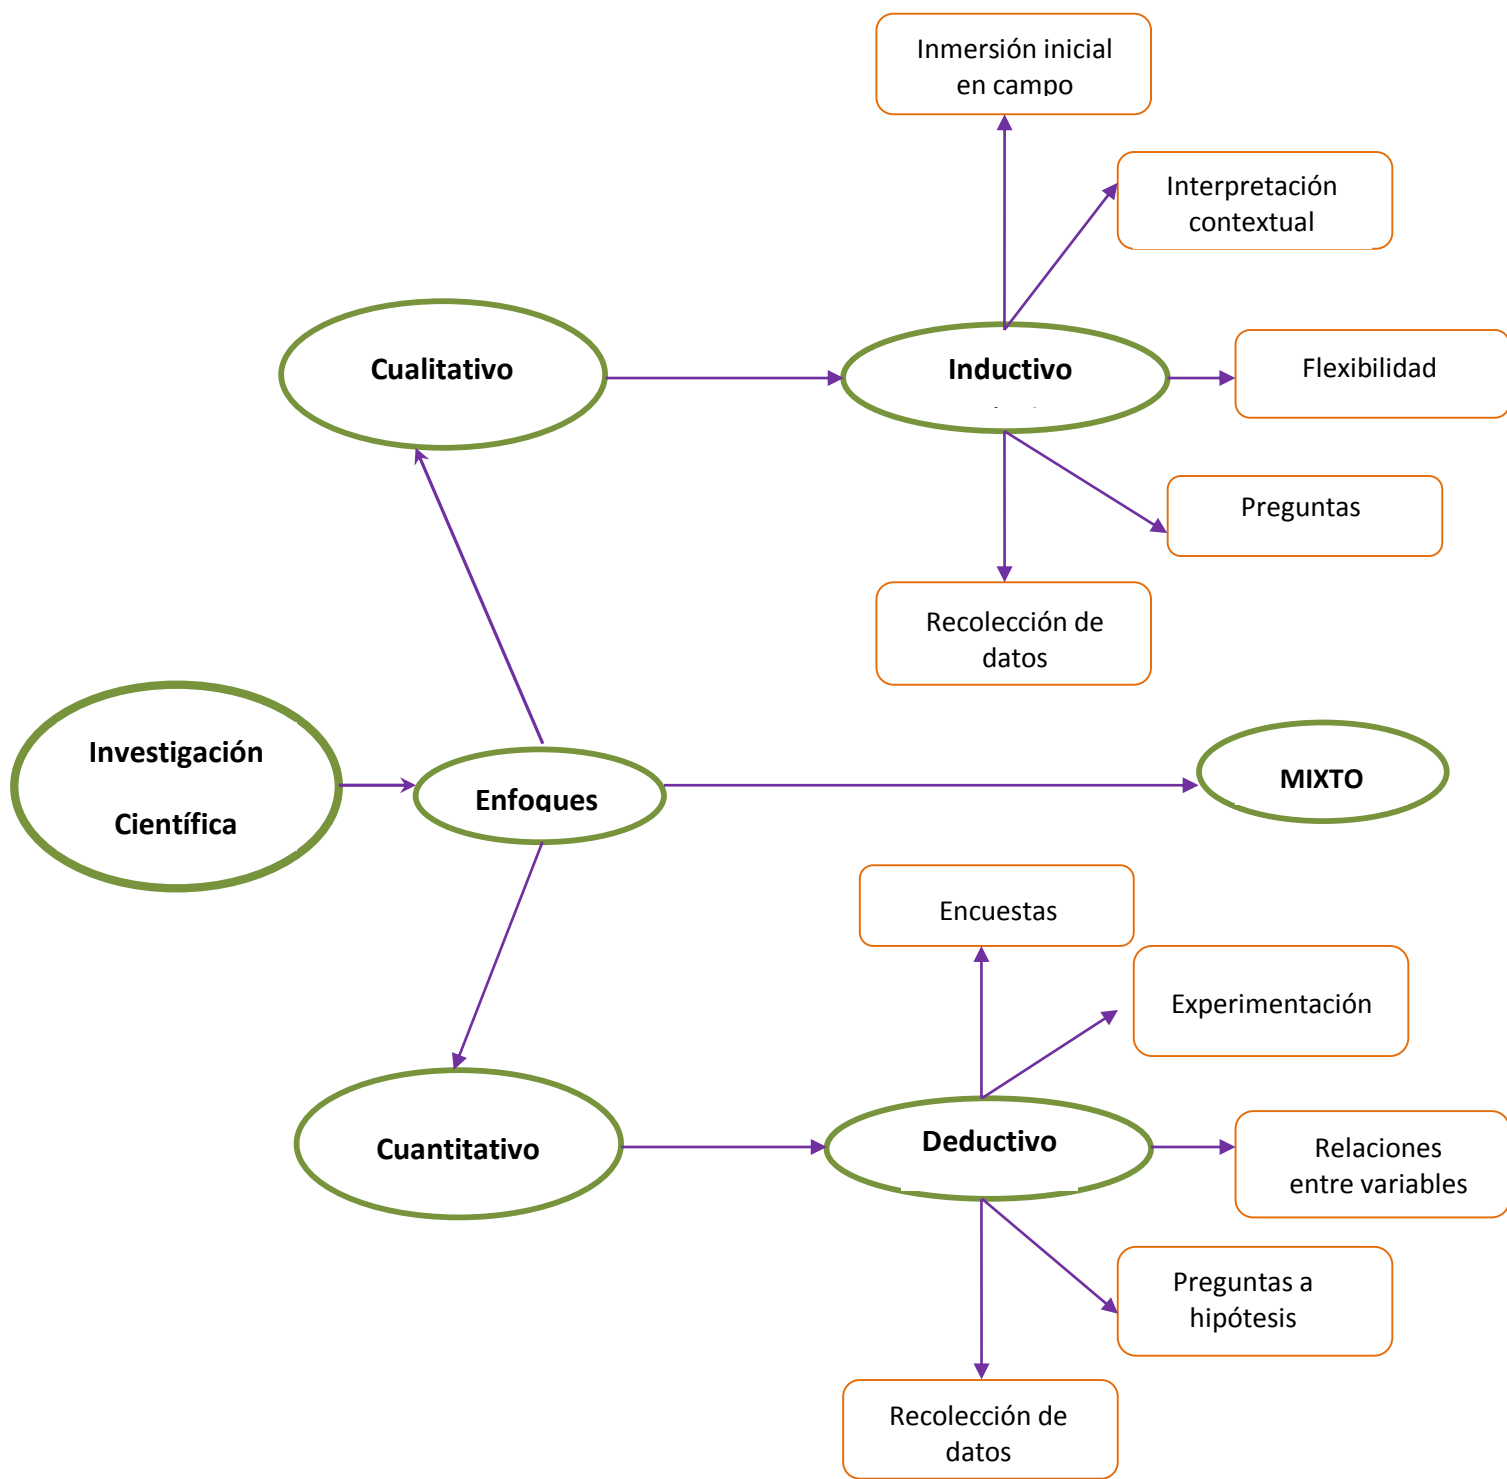 Inmersión inicial
en campo
Interpretación
contextual
Cualitativo
Inductivo
Flexibilidad
Preguntas
Recolección de
datos
Investigación
Científica
Enfoques
MIXTO
Encuestas
Experimentación
Cuantitativo
Deductivo
Relaciones
entre variables
Preguntas a
hipótesis
Recolección de
datos